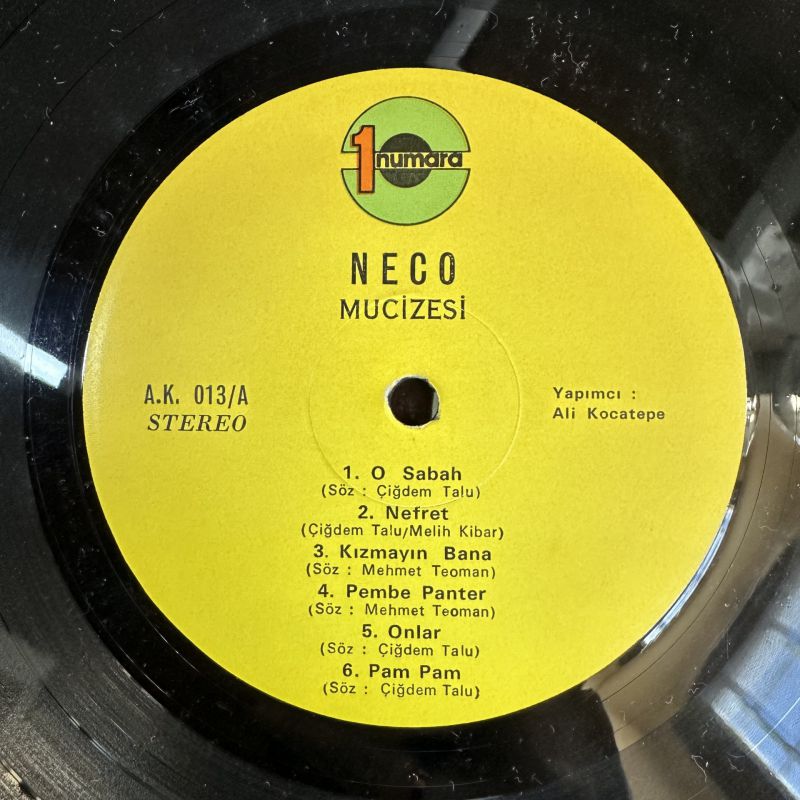 1 numara
NECO
MUCİZESİ
A.K. 013/A
STEREO
Yapımcı :
Ali Kocatepe
1. O Sabah
(Söz : Çiğdem Talu)
2. Nefret
(Çiğdem Talu/Melih Kibar)
3. Kızmayın Bana
(Söz : Mehmet Teoman)
4. Pembe Panter
(Söz : Mehmet Teoman)
5. Onlar
(Söz : Çiğdem Talu)
6. Pam Pam
(Söz : Çiğdem Talu)